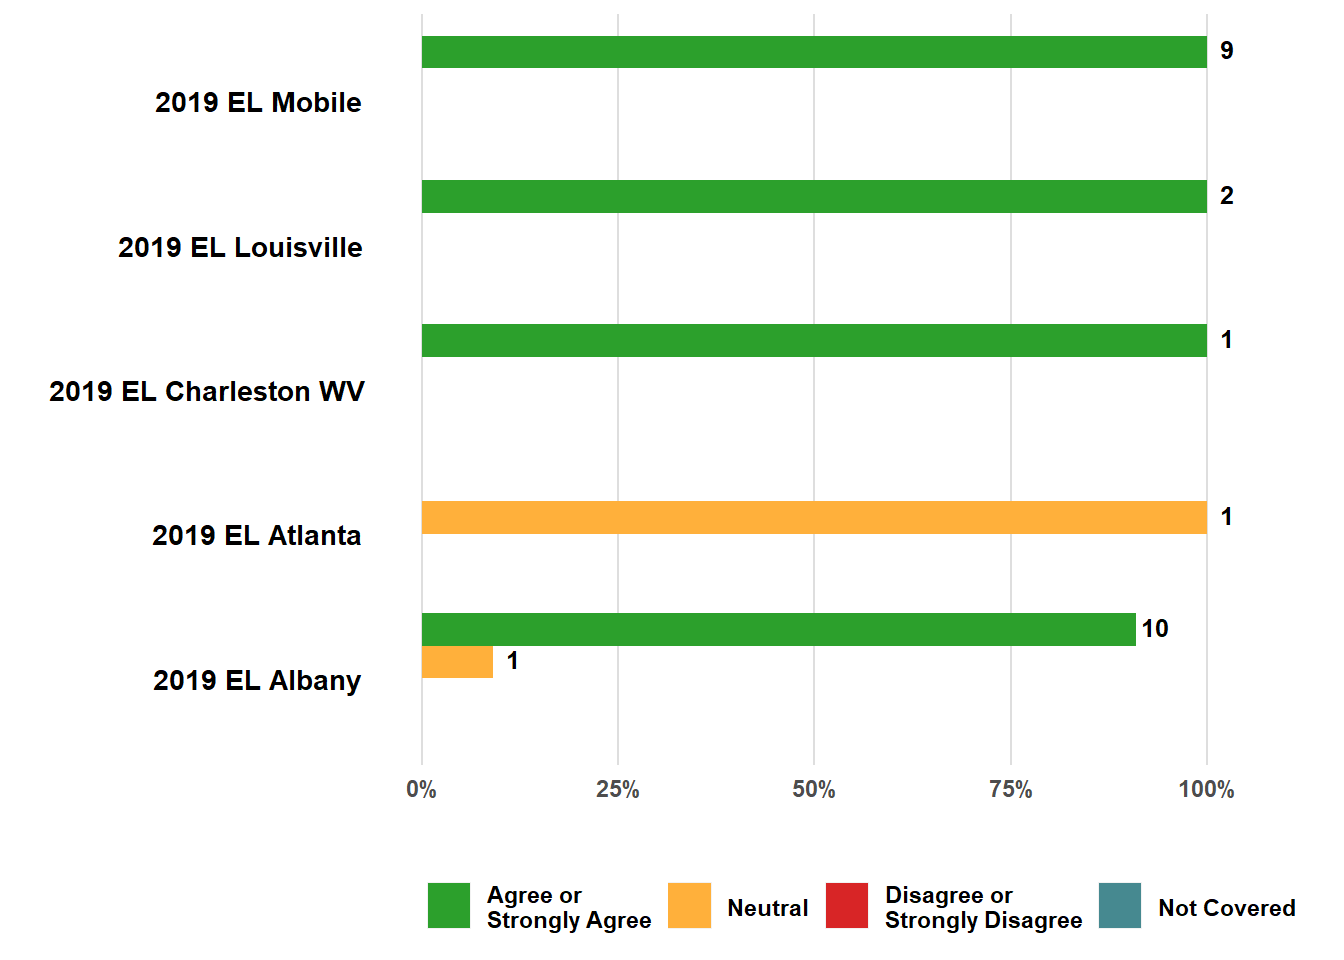 9
2019 EL Mobile
2
2019 EL Louisville
1
2019 EL Charleston WV
1
2019 EL Atlanta
10
1
2019 EL Albany
0% 25% 50% 75% 100%
Agree or
Strongly Agree
Neutral
Disagree or
Strongly Disagree
Not Covered